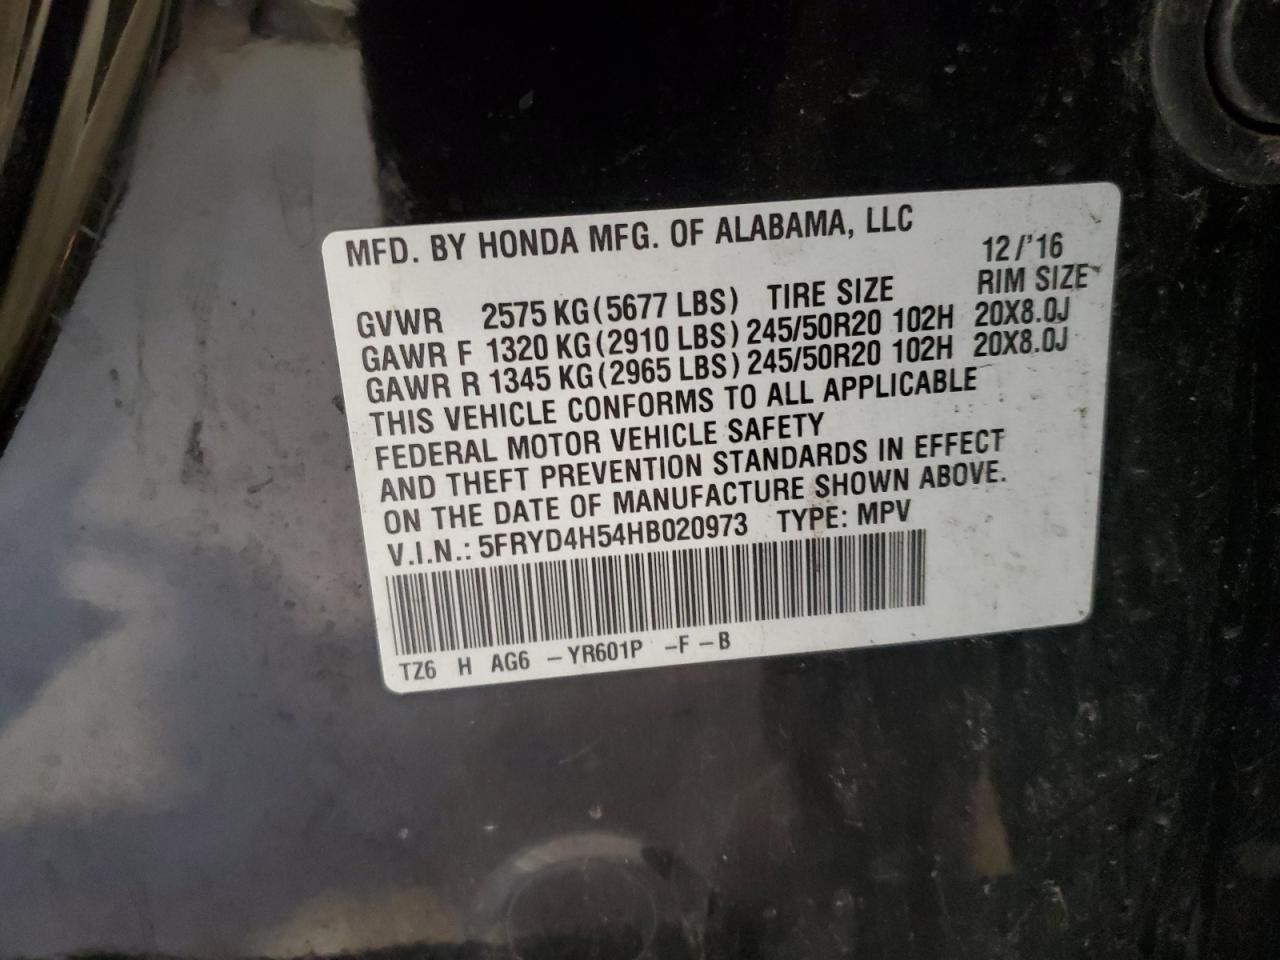 MFD. BY HONDA MFG. OF ALABAMA, LLC
12/'16
GVWR 2575 KG(5677 LBS) TIRE SIZE RIM SIZE
GAWR F 1320 KG(2910 LBS) 245/50R20 102H 20X8.0J
GAWR R 1345 KG(2965 LBS) 245/50R20 102H 20X8.0J
THIS VEHICLE CONFORMS TO ALL APPLICABLE
FEDERAL MOTOR VEHICLE SAFETY
AND THEFT PREVENTION STANDARDS IN EFFECT
ON THE DATE OF MANUFACTURE SHOWN ABOVE.
V.I.N.: 5FRYD4H54HB020973 TYPE: MPV
TZ6 H AG6 -YR601P -F-B